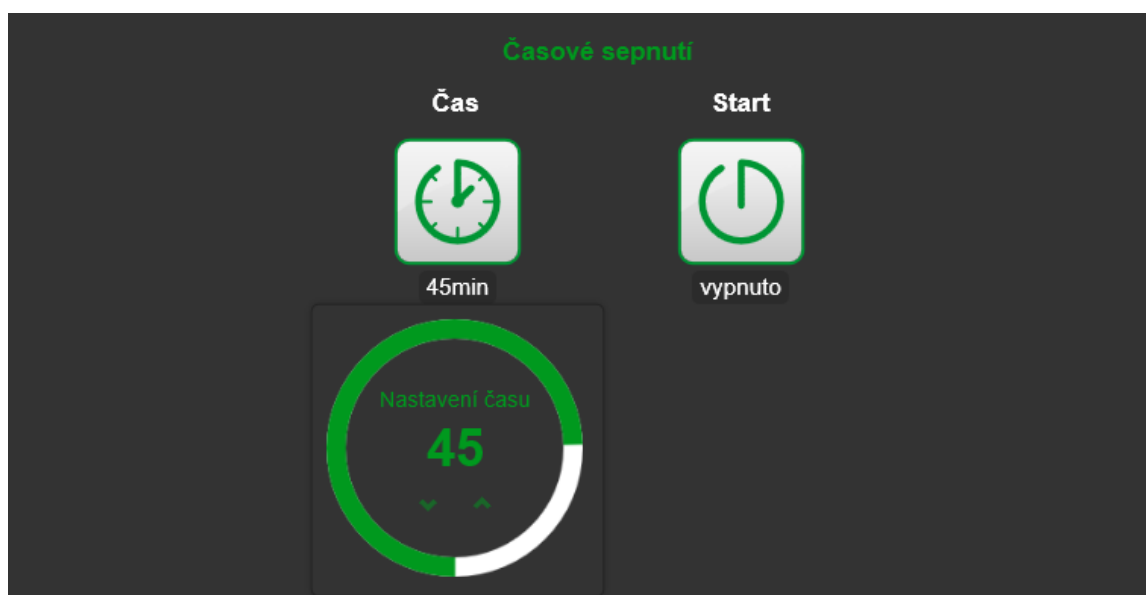 Časové sepnutí
Čas
Start
45min
vypnuto
Nastavení času
45